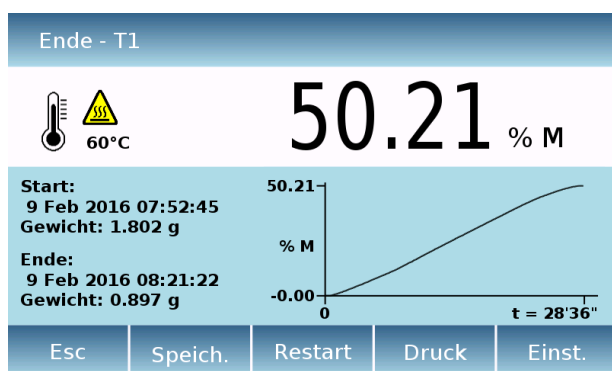 Ende - T1
60°C
50.21 % M
Start:
9 Feb 2016 07:52:45
Gewicht: 1.802 g
Ende:
9 Feb 2016 08:21:22
Gewicht: 0.897 g
50.21
% M
-0.00
0
t = 28'36"
Esc
Speich.
Restart
Druck
Einst.